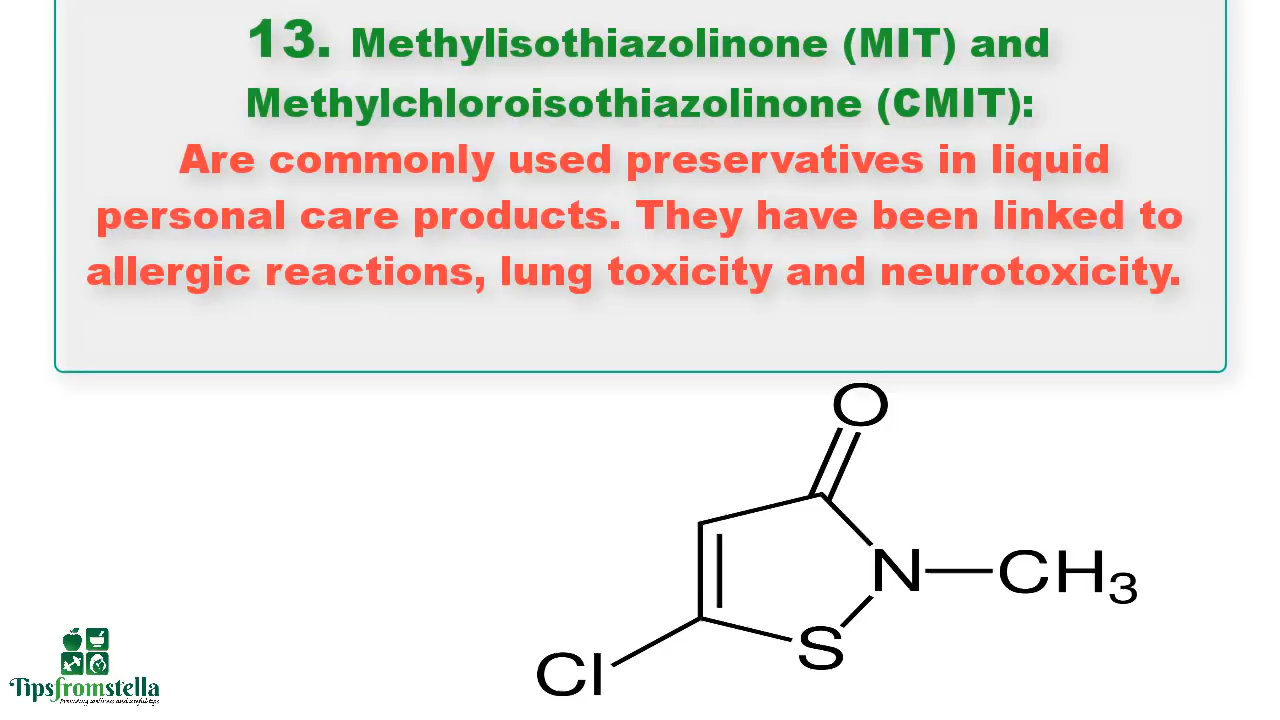 13. Methylisothiazolinone (MIT) and
Methylchloroisothiazolinone (CMIT):
Are commonly used preservatives in liquid
personal care products. They have been linked to
allergic reactions, lung toxicity and neurotoxicity.
O
N—CH3
S
Cl
Tipsfromstella